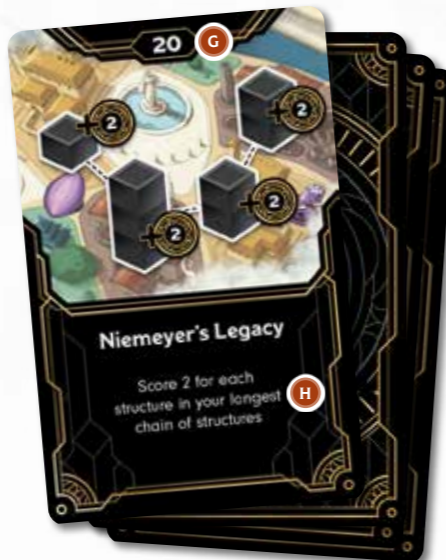 20 G
+2
+2
+2
+2
Niemeyer's Legacy
Score 2 for each
structure in your longest H
chain of structures